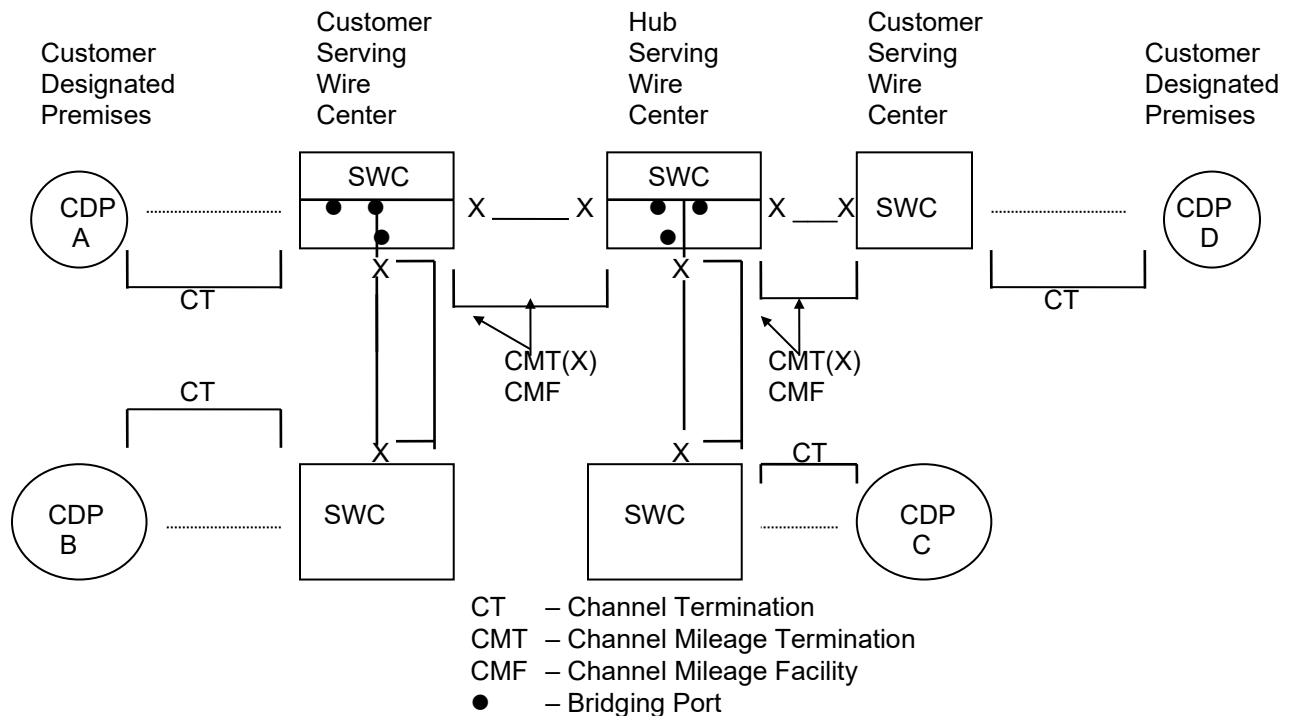 Customer
Designated
Premises
Customer
Serving
Wire
Center
Hub
Serving
Wire
Center
Customer
Serving
Wire
Center
Customer
Designated
Premises
CDP
A
SWC
X X
SWC
X X
SWC
CDP
D
X
X
CT
CT
CMT(X)
CMF
CMT(X)
CMF
CT
X
X
CT
CDP
B
SWC
SWC
CDP
C
CT – Channel Termination
CMT – Channel Mileage Termination
CMF – Channel Mileage Facility
● – Bridging Port